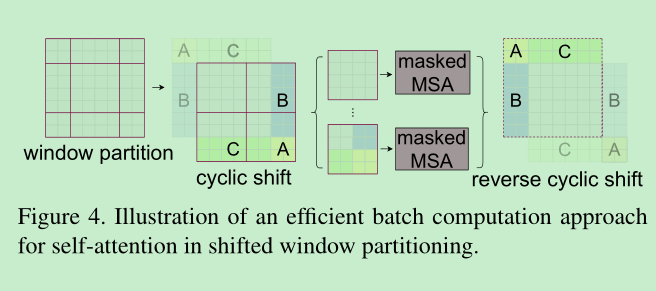 A C
B
B
C A
window partition
cyclic shift
masked
MSA
...
masked
MSA
A C
B
B
C A
reverse cyclic shift
Figure 4. Illustration of an efficient batch computation approach
for self-attention in shifted window partitioning.